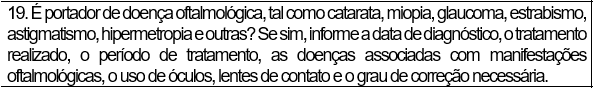 19. É portador de doença oftalmológica, tal como catarata, miopia, glaucoma, estrabismo,
astigmatismo, hipermetropia e outras? Se sim, informe a data de diagnóstico, o tratamento
realizado, o período de tratamento, as doenças associadas com manifestações
oftalmológicas, o uso de óculos, lentes de contato e o grau de correção necessária.